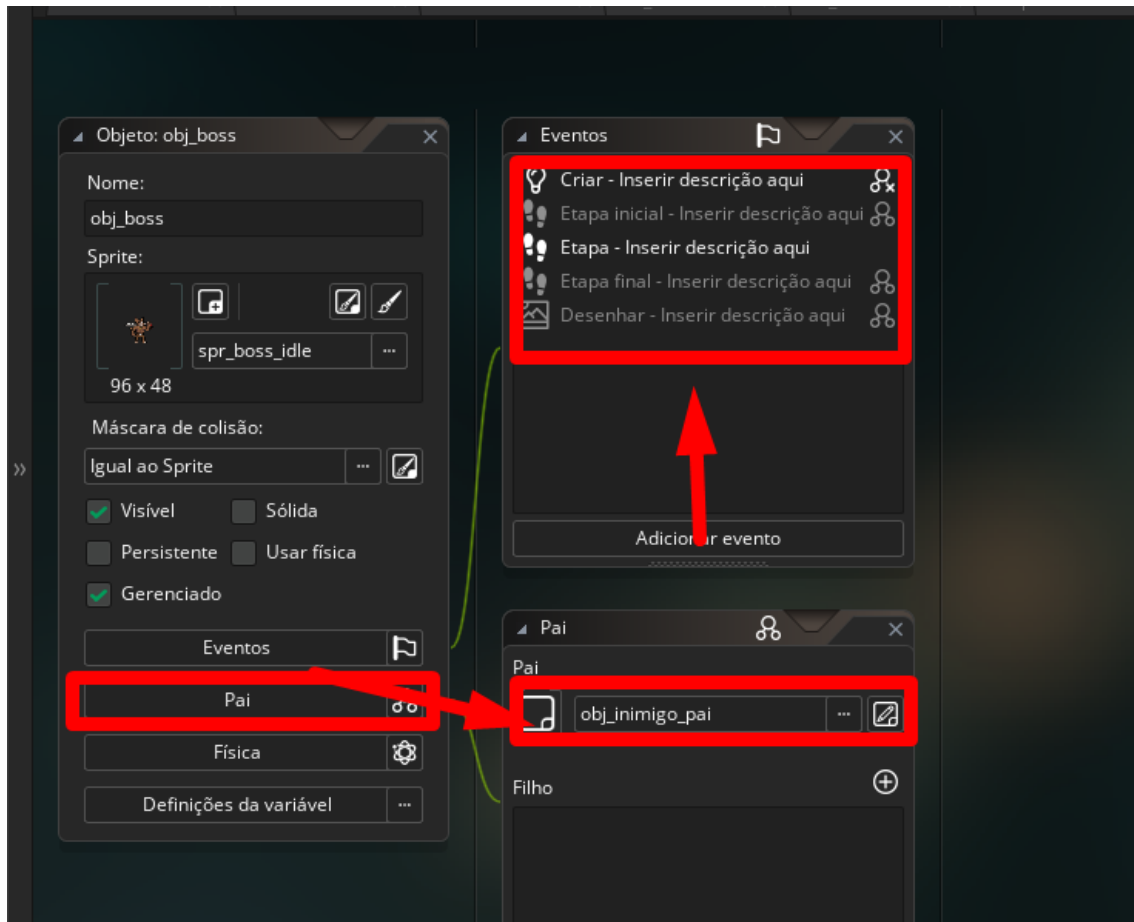 Objeto: obj_boss
Nome:
obj_boss
Sprite:
spr_boss_idle
...
96 x 48
Máscara de colisão:
Igual ao Sprite
...
Visível
Sólida
Persistente
Usar física
Gerenciado
Eventos
Pai
Física
Definições da variável
...
Eventos
Criar - Inserir descrição aqui
Etapa inicial - Inserir descrição aqui
Etapa - Inserir descrição aqui
Etapa final - Inserir descrição aqui
Desenhar - Inserir descrição aqui
Adicionar evento
Pai
Pai
obj_inimigo_pai
...
Filho